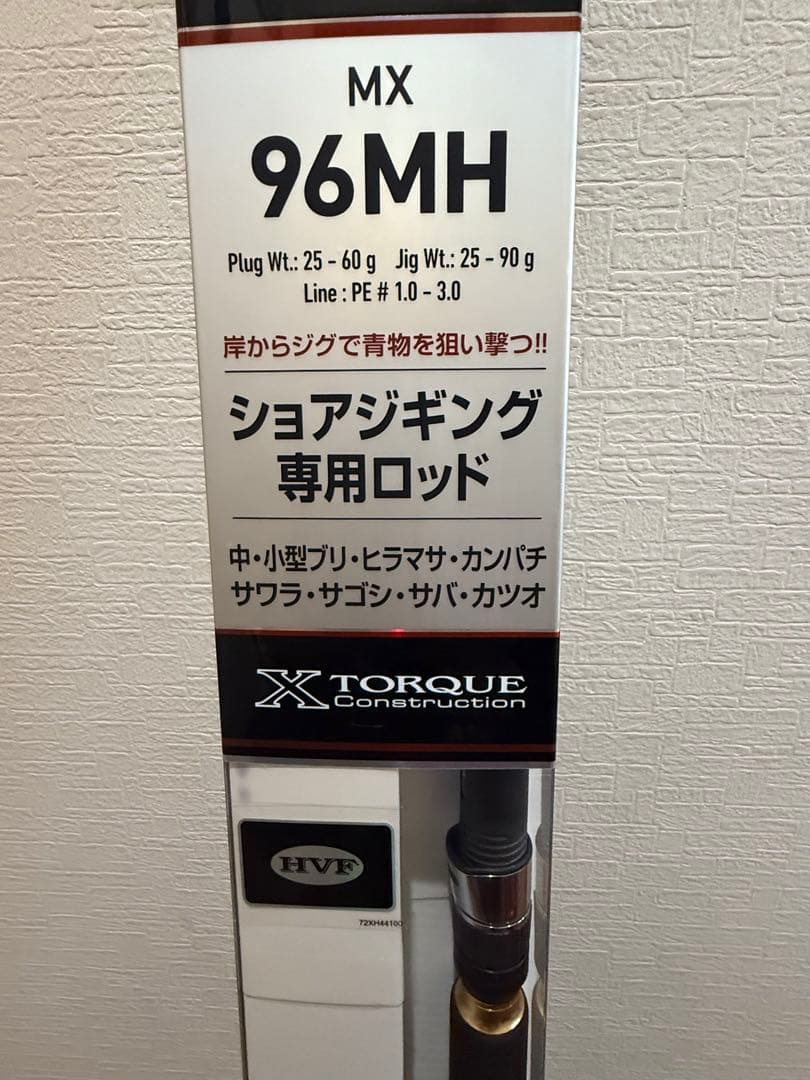 MX
96MH
Plug Wt.: 25 - 60 g Jig Wt.: 25 - 90 g
Line : PE # 1.0 - 3.0
岸からジグで青物を狙い撃つ!!
ショアジギング
専用ロッド
中・小型ブリ・ヒラマサ・カンパチ
サワラ・サゴシ・サバ・カツオ
X TORQUE
Construction
HVF
72XH44100